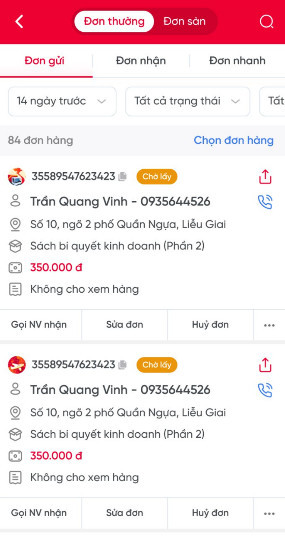 Đơn thường Đơn sàn
Đơn gửi Đơn nhận Đơn nhanh
14 ngày trước Tất cả trạng thái Tất
84 đơn hàng Chọn đơn hàng
35589547623423 Chờ lấy
Trần Quang Vinh - 0935644526
Số 10, ngõ 2 phố Quần Ngựa, Liễu Giai
Sách bi quyết kinh doanh (Phần 2)
350.000 đ
Không cho xem hàng
Gọi NV nhận Sửa đơn Huỷ đơn
35589547623423 Chờ lấy
Trần Quang Vinh - 0935644526
Số 10, ngõ 2 phố Quần Ngựa, Liễu Giai
Sách bi quyết kinh doanh (Phần 2)
350.000 đ
Không cho xem hàng
Gọi NV nhận Sửa đơn Huỷ đơn